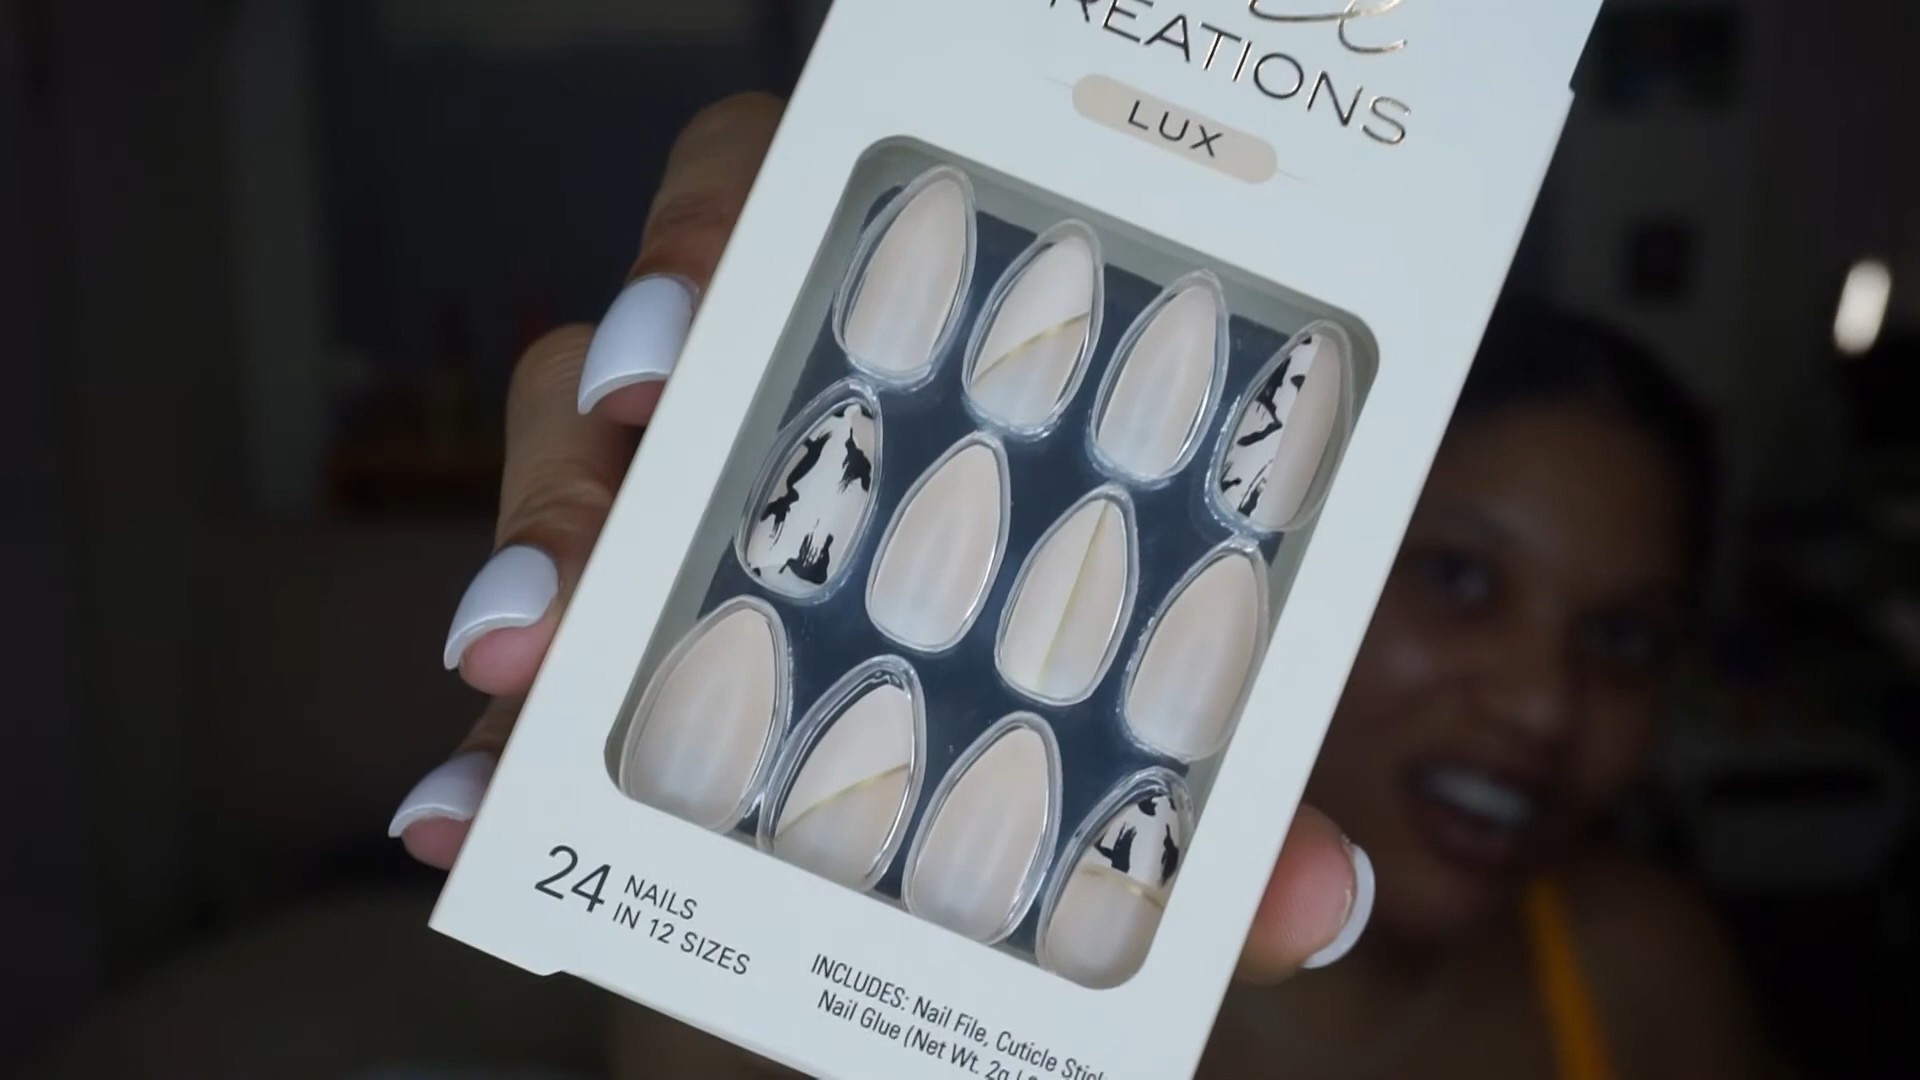 REATIONS
LUX
24 NAILS
IN 12 SIZES
INCLUDES: Nail File, Cuticle Stick
Nail Glue (Net Wt. 2g